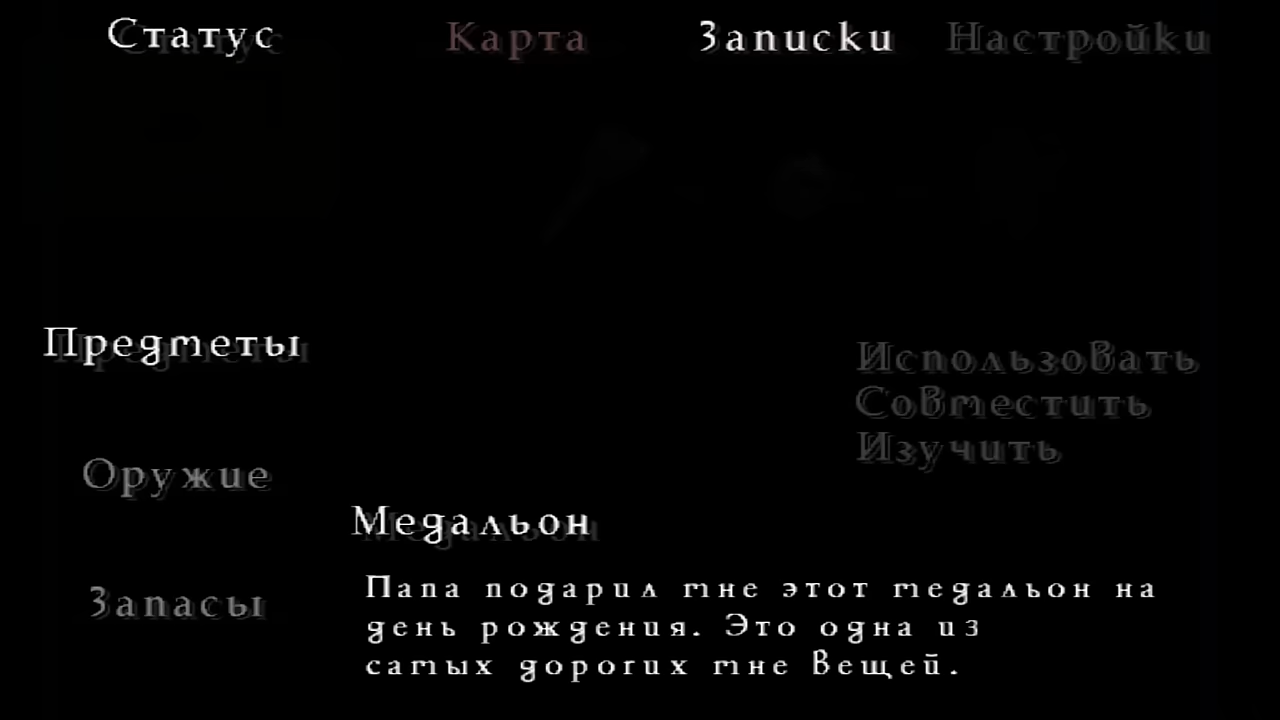 Статус Карта Записки Настройки
Предметы
Использовать
Совместить
Изучить
Оружие
Медальон
Запасы
Папа подарил мне этот медальон на
день рождения. Это одна из
самых дорогих мне вещей.